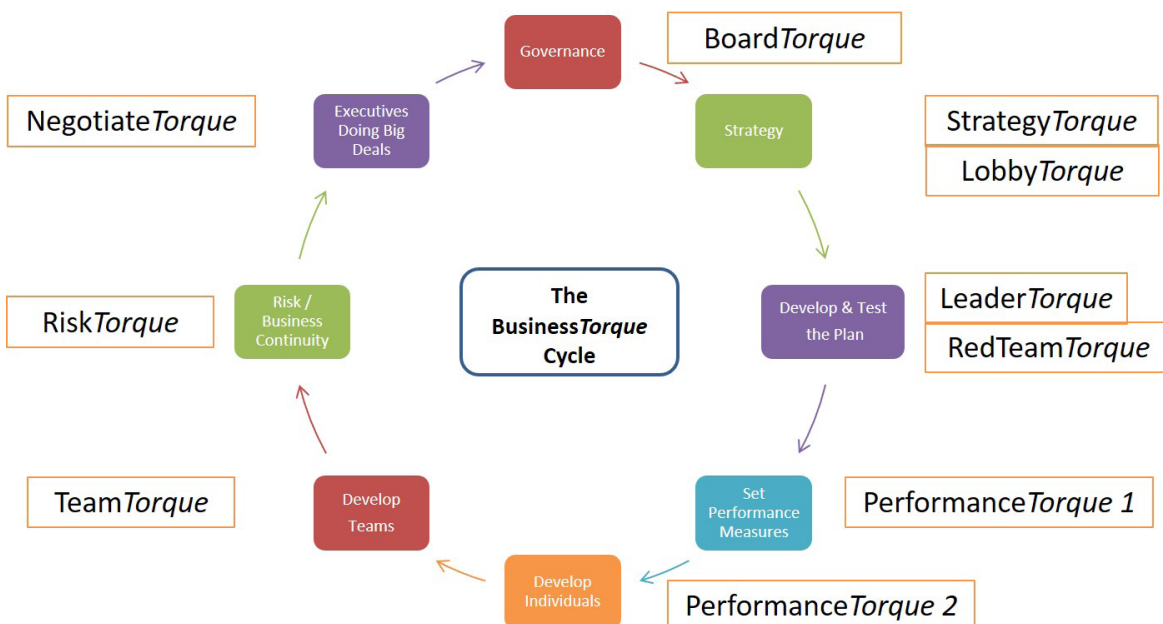 Governance
BoardTorque
Executives
Doing Big
Deals
NegotiateTorque
Strategy
StrategyTorque
LobbyTorque
The
BusinessTorque
Cycle
Risk /
Business
Continuity
RiskTorque
Develop & Test
the Plan
LeaderTorque
RedTeamTorque
Develop
Teams
TeamTorque
Set
Performance
Measures
PerformanceTorque 1
Develop
Individuals
PerformanceTorque 2